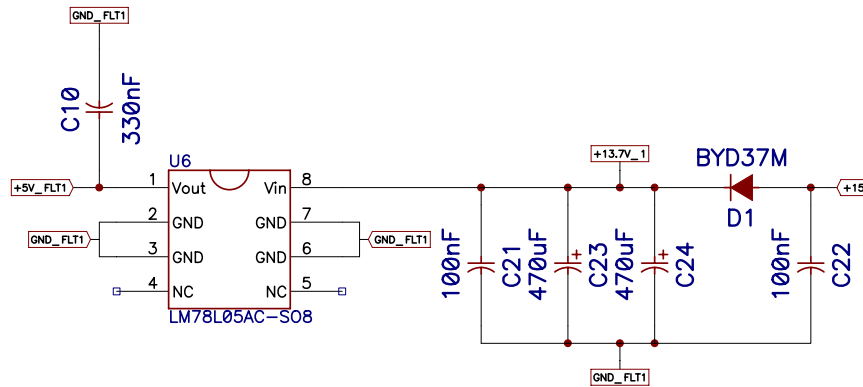 GND_FLT1
C10
330nF
U6
+13.7V_1
BYD37M
+5V_FLT1
1
Vout
Vin
8
+15
D1
2
GND
GND
7
GND_FLT1
GND_FLT1
3
GND
GND
6
100nF
C21
470uF
+
C23
470uF
+
C24
100nF
C22
4
NC
NC
5
LM78L05AC-SO8
GND_FLT1